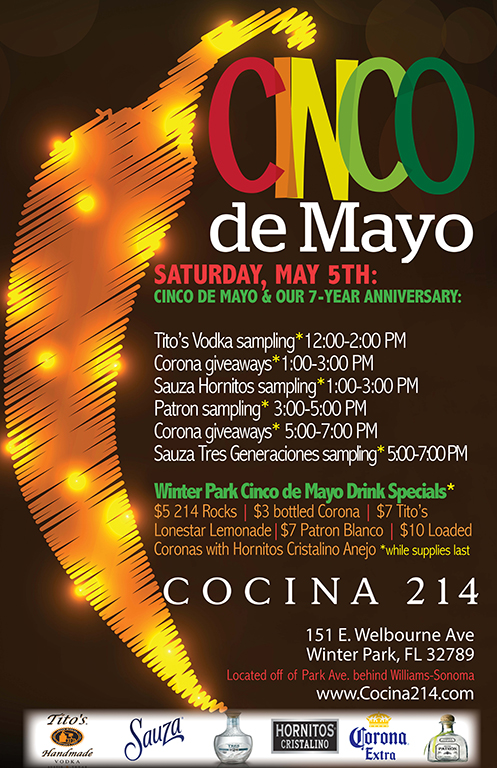 CINCO
de Mayo
SATURDAY, MAY 5TH:
CINCO DE MAYO & OUR 7-YEAR ANNIVERSARY:
Tito's Vodka sampling*12:00-2:00 PM
Corona giveaways*1:00-3:00 PM
Sauza Hornitos sampling*1:00-3:00 PM
Patron sampling* 3:00-5:00 PM
Corona giveaways* 5:00-7:00 PM
Sauza Tres Generaciones sampling* 5:00-7:00 PM
Winter Park Cinco de Mayo Drink Specials*
$5 214 Rocks | $3 bottled Corona | $7 Tito's
Lonestar Lemonade | $7 Patron Blanco | $10 Loaded
Coronas with Hornitos Cristalino Anejo *while supplies last
COCINA 214
151 E. Welbourne Ave
Winter Park, FL 32789
Located off of Park Ave. behind Williams-Sonoma
www.Cocina214.com
Tito's
Handmade
VODKA
Sauza
HORNITOS
CRISTALINO
Corona
Extra
PATRON